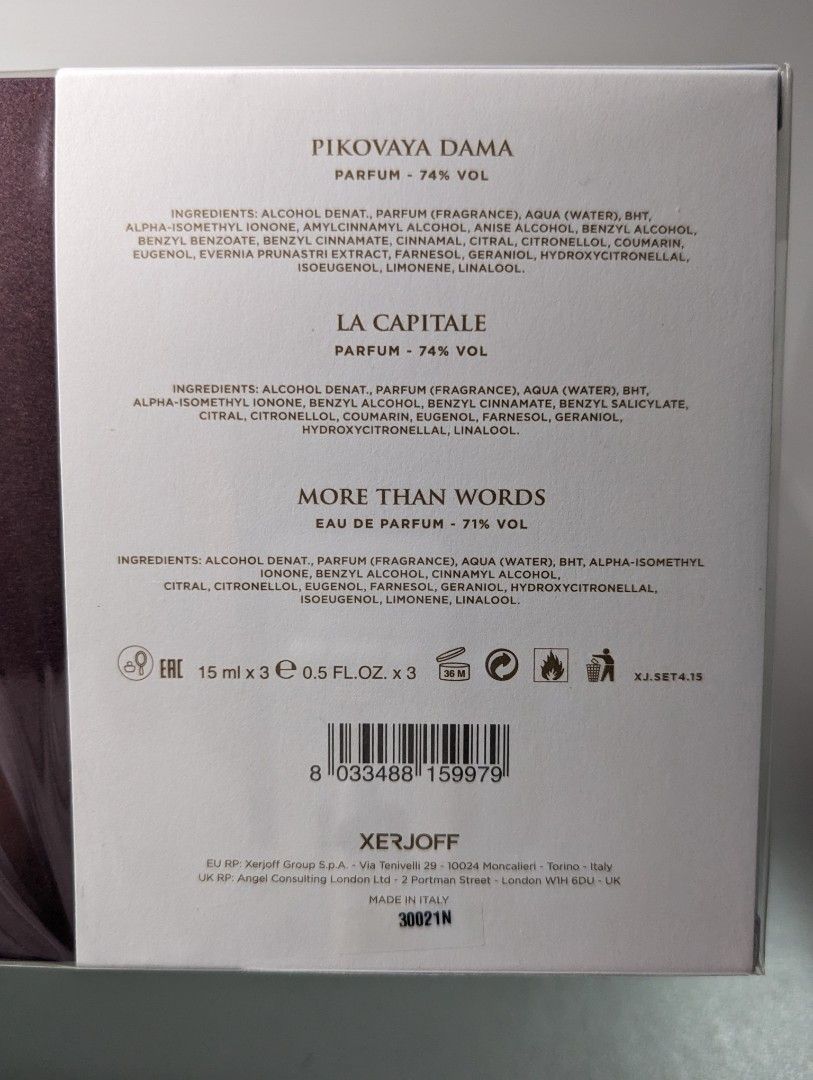 PIKOVAYA DAMA
PARFUM - 74% VOL
INGREDIENTS: ALCOHOL DENAT., PARFUM (FRAGRANCE), AQUA (WATER), BHT,
ALPHA-ISOMETHYL IONONE, AMYLCINNAMYL ALCOHOL, ANISE ALCOHOL, BENZYL ALCOHOL,
BENZYL BENZOATE, BENZYL CINNAMATE, CINNAMAL, CITRAL, CITRONELLOL, COUMARIN,
EUGENOL, EVERNIA PRUNASTRI EXTRACT, FARNESOL, GERANIOL, HYDROXYCITRONELLAL,
ISOEUGENOL, LIMONENE, LINALOOL.
LA CAPITALE
PARFUM - 74% VOL
INGREDIENTS: ALCOHOL DENAT., PARFUM (FRAGRANCE), AQUA (WATER), BHT,
ALPHA-ISOMETHYL IONONE, BENZYL ALCOHOL, BENZYL CINNAMATE, BENZYL SALICYLATE,
CITRAL, CITRONELLOL, COUMARIN, EUGENOL, FARNESOL, GERANIOL,
HYDROXYCITRONELLAL, LINALOOL.
MORE THAN WORDS
EAU DE PARFUM - 71% VOL
INGREDIENTS: ALCOHOL DENAT., PARFUM (FRAGRANCE), AQUA (WATER), BHT, ALPHA-ISOMETHYL
IONONE, BENZYL ALCOHOL, CINNAMYL ALCOHOL,
CITRAL, CITRONELLOL, EUGENOL, FARNESOL, GERANIOL, HYDROXYCITRONELLAL,
ISOEUGENOL, LIMONENE, LINALOOL.
EAC 15 ml x 3 ℮ 0.5 FL.OZ. x 3 36 M XJ.SET4.15
8 033488 159979
XERJOFF
EU RP: Xerjoff Group S.p.A. - Via Tenivelli 29 - 10024 Moncalieri - Torino - Italy
UK RP: Angel Consulting London Ltd - 2 Portman Street - London W1H 6DU - UK
MADE IN ITALY
30021N